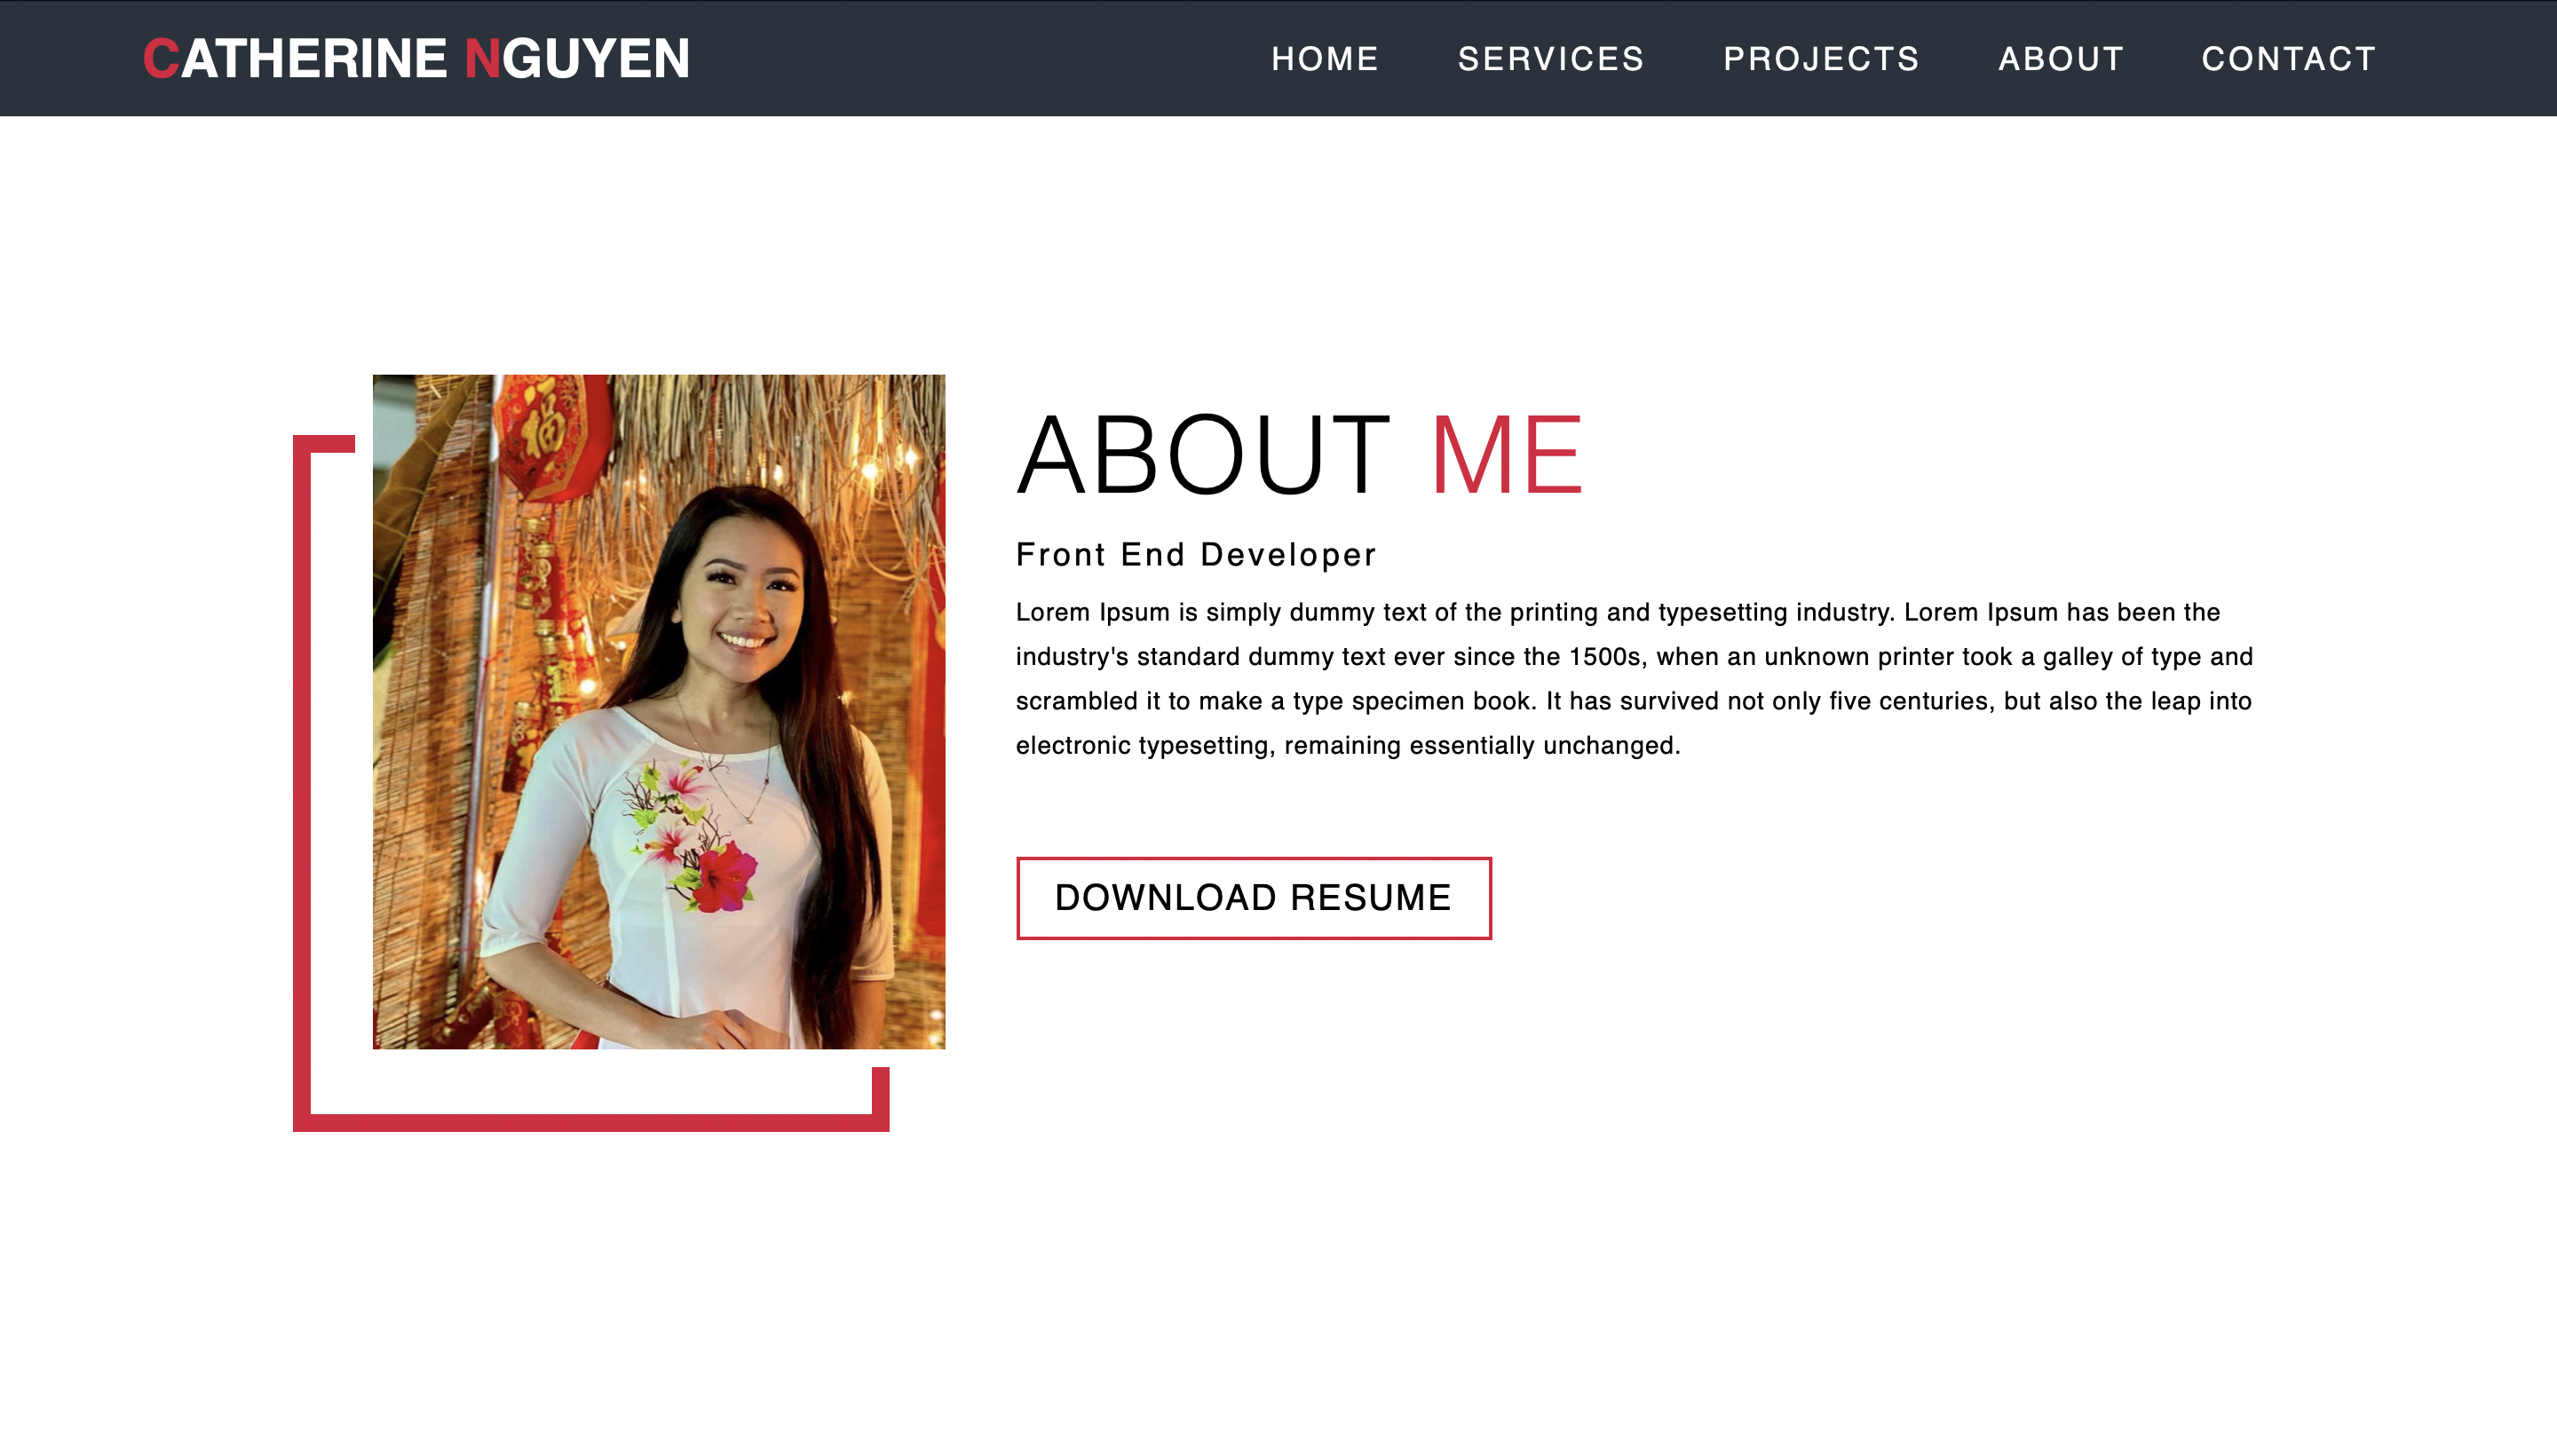 CATHERINE NGUYEN
HOME SERVICES PROJECTS ABOUT CONTACT
福
ABOUT ME
Front End Developer
Lorem Ipsum is simply dummy text of the printing and typesetting industry. Lorem Ipsum has been the
industry's standard dummy text ever since the 1500s, when an unknown printer took a galley of type and
scrambled it to make a type specimen book. It has survived not only five centuries, but also the leap into
electronic typesetting, remaining essentially unchanged.
DOWNLOAD RESUME